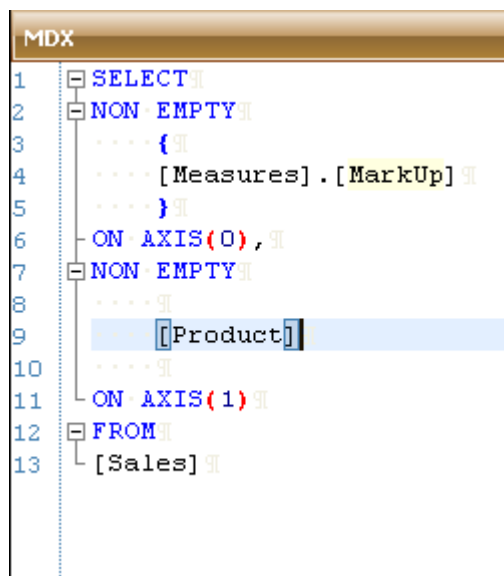 MDX
1 SELECT¶
2 NON·EMPTY¶
3 ····{¶
4 ····[Measures].[MarkUp]¶
5 ····}¶
6 ON·AXIS(0),¶
7 NON·EMPTY¶
8 ····¶
9 ····[Product]¶
10 ····¶
11 ON·AXIS(1)¶
12 FROM¶
13 [Sales]¶